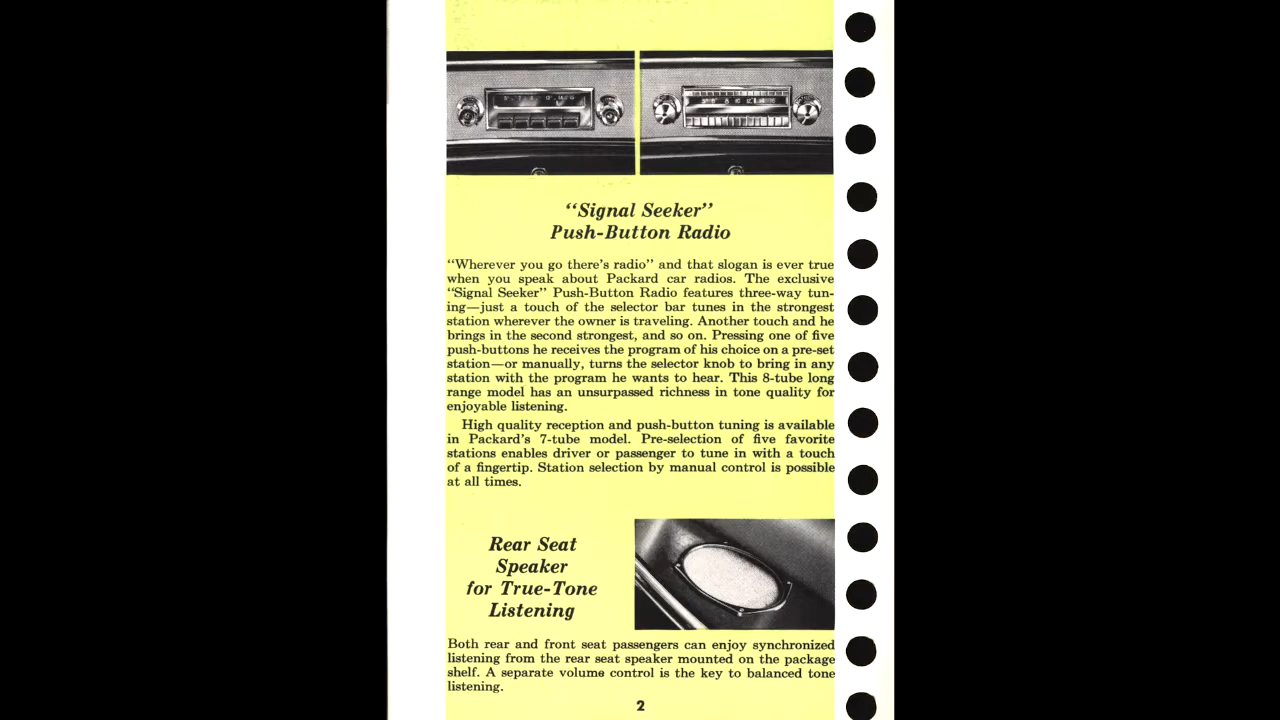 “Signal Seeker”
Push-Button Radio
“Wherever you go there’s radio” and that slogan is ever true
when you speak about Packard car radios. The exclusive
“Signal Seeker” Push-Button Radio features three-way tun-
ing—just a touch of the selector bar tunes in the strongest
station wherever the owner is traveling. Another touch and he
brings in the second strongest, and so on. Pressing one of five
push-buttons he receives the program of his choice on a pre-set
station—or manually, turns the selector knob to bring in any
station with the program he wants to hear. This 8-tube long
range model has an unsurpassed richness in tone quality for
enjoyable listening.
High quality reception and push-button tuning is available
in Packard’s 7-tube model. Pre-selection of five favorite
stations enables driver or passenger to tune in with a touch
of a fingertip. Station selection by manual control is possible
at all times.
Rear Seat
Speaker
for True-Tone
Listening
Both rear and front seat passengers can enjoy synchronized
listening from the rear seat speaker mounted on the package
shelf. A separate volume control is the key to balanced tone
listening.
2